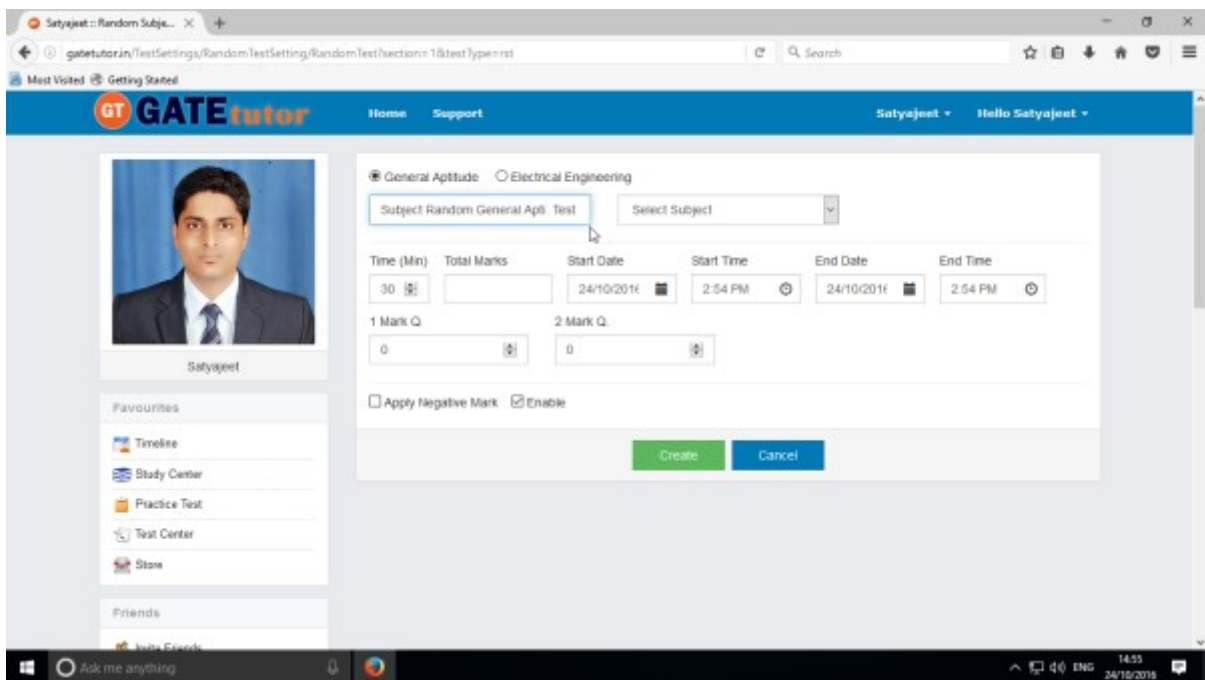 Satyajeet :: Random Subje...
gatetutor.in/TestSettings/RandomTestSetting/RandomTest?section=1&testType=rst
Search
Most Visited Getting Started
GT GATEtutor Home Support Satyajeet Hello Satyajeet
General Aptitude Electrical Engineering
Subject Random General Apti. Test Select Subject
Time (Min) Total Marks Start Date Start Time End Date End Time
30 24/10/2016 2:54 PM 24/10/2016 2:54 PM
1 Mark Q. 2 Mark Q.
0 0
Satyajeet
Apply Negative Mark Enable
Favourites
Create Cancel
Timeline
Study Center
Practice Test
Test Center
Store
Friends
Invite Friends
Ask me anything ENG 14:55
24/10/2016